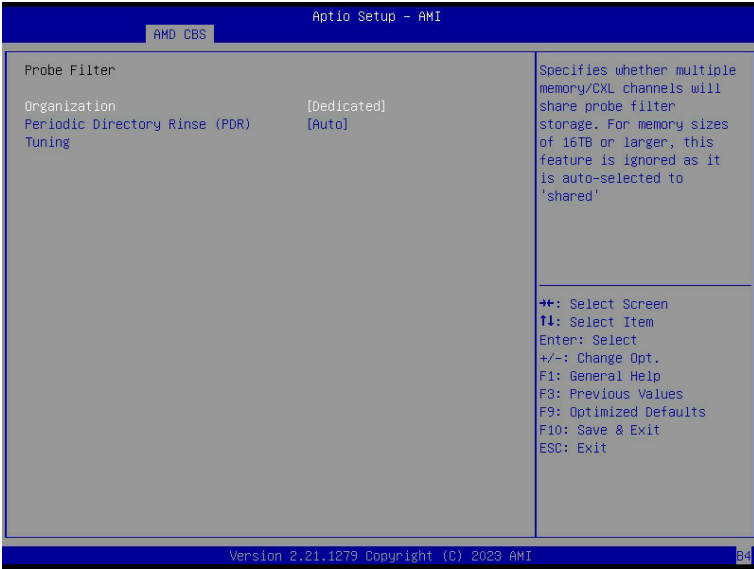 Aptio Setup - AMI
AMD CBS
Probe Filter
Organization [Dedicated]
Periodic Directory Rinse (PDR) [Auto]
Tuning
Specifies whether multiple
memory/CXL channels will
share probe filter
storage. For memory sizes
of 16TB or larger, this
feature is ignored as it
is auto-selected to
'shared'
→←: Select Screen
↑↓: Select Item
Enter: Select
+/-: Change Opt.
F1: General Help
F3: Previous Values
F9: Optimized Defaults
F10: Save & Exit
ESC: Exit
Version 2.21.1279 Copyright (C) 2023 AMI
B4